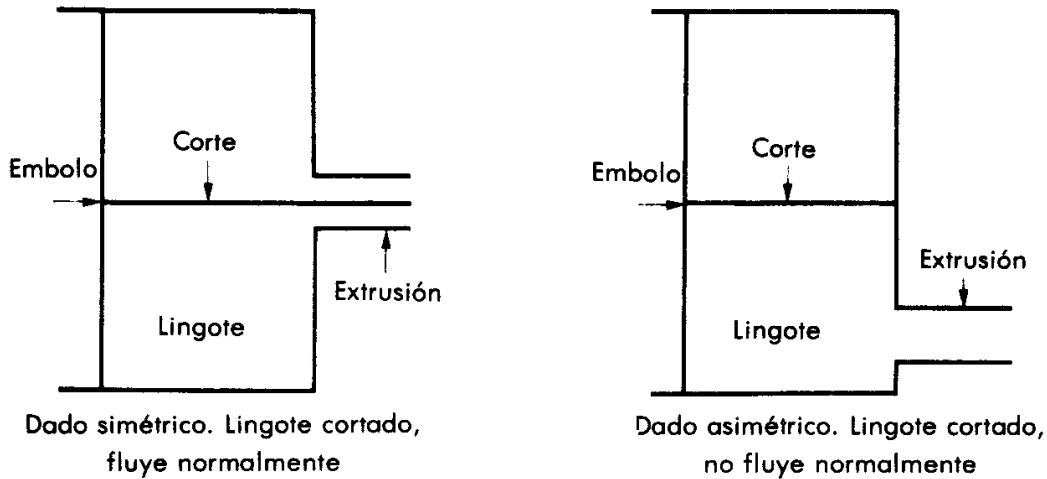 Corte
Embolo
Extrusión
Lingote
Dado simétrico. Lingote cortado,
fluye normalmente
Corte
Embolo
Extrusión
Lingote
Dado asimétrico. Lingote cortado,
no fluye normalmente